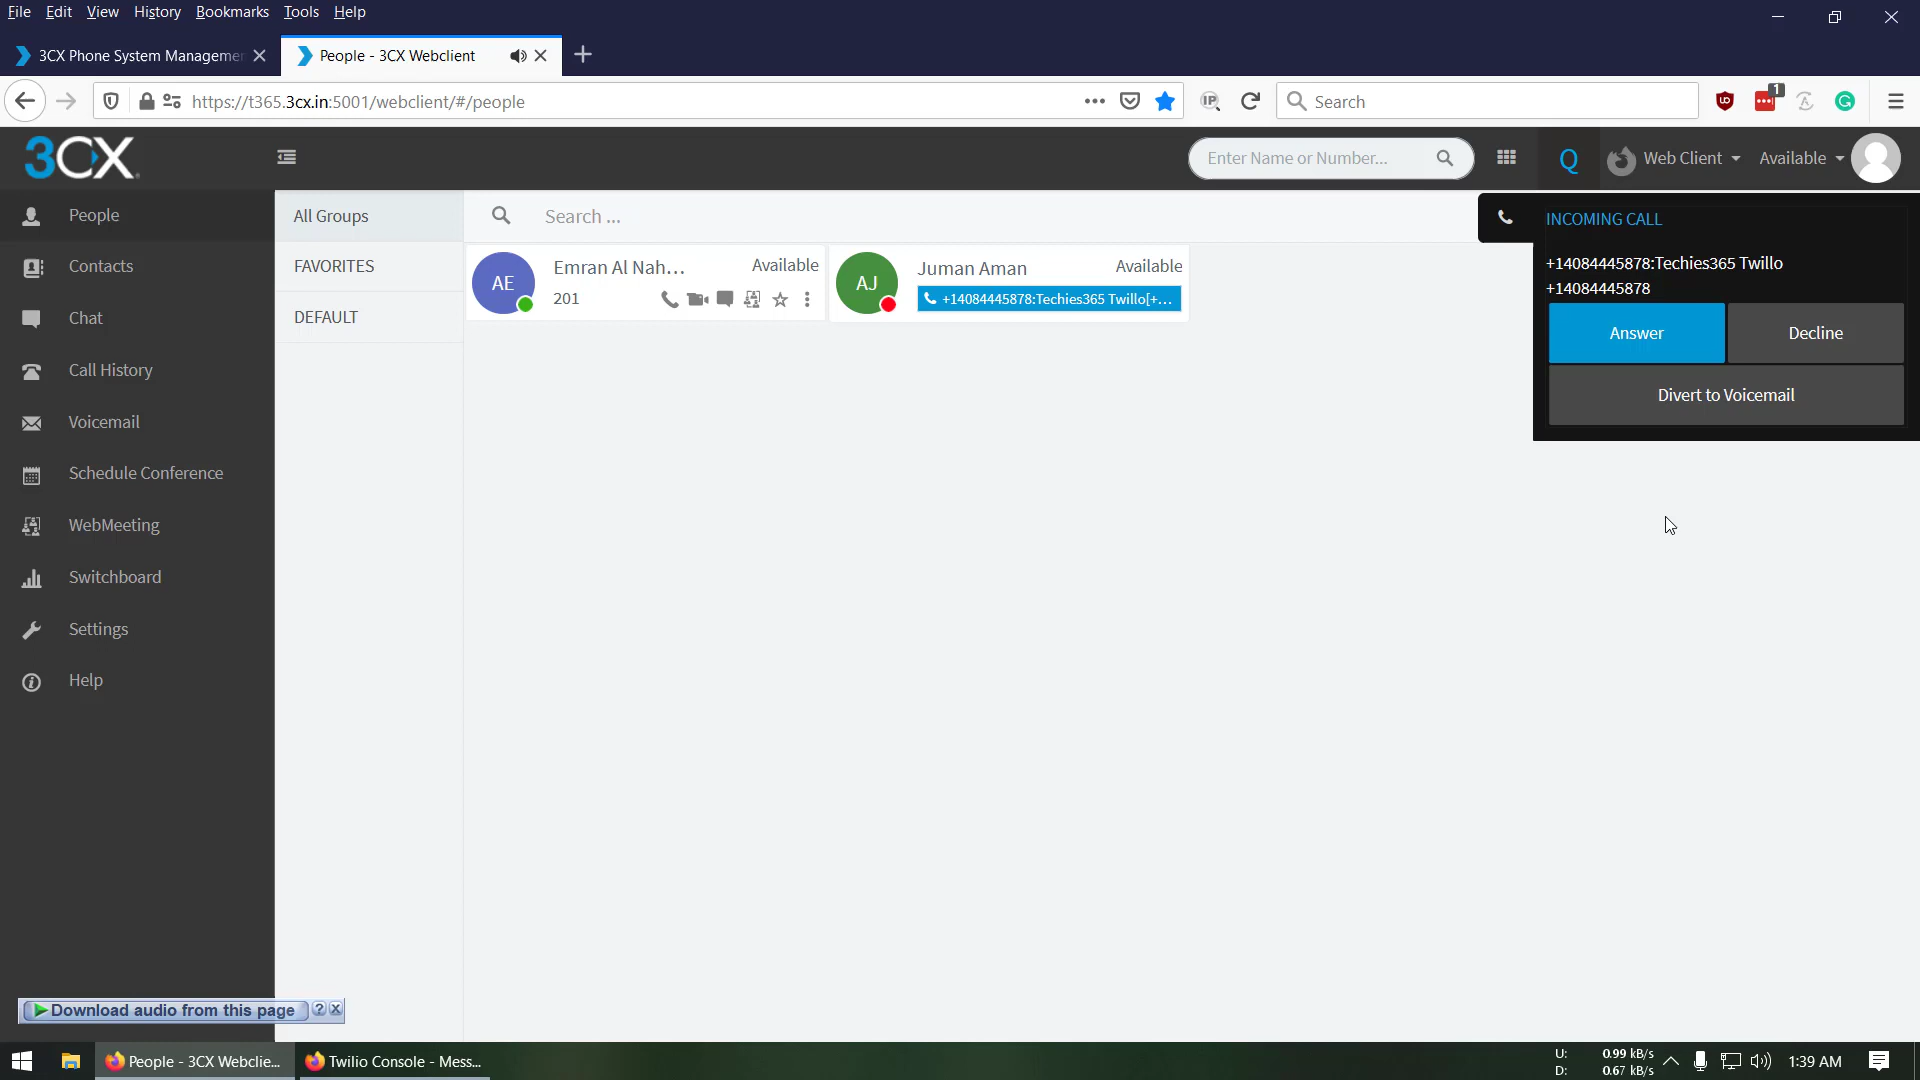 File Edit View History Bookmarks Tools Help
3CX Phone System Manageme
People - 3CX Webclient
https://t365.3cx.in:5001/webclient/#/people
Search
1
3CX
Enter Name or Number...
Q
Web Client
Available
People
Contacts
Chat
Call History
Voicemail
Schedule Conference
WebMeeting
Switchboard
Settings
Help
All Groups
FAVORITES
DEFAULT
Search ...
AE
Emran Al Nah...
Available
201
AJ
Juman Aman
Available
+14084445878:Techies365 Twillo[+...
INCOMING CALL
+14084445878:Techies365 Twillo
+14084445878
Answer
Decline
Divert to Voicemail
Download audio from this page
People - 3CX Webclie...
Twilio Console - Mess...
U: 0.99 kB/s
D: 0.67 kB/s
1:39 AM